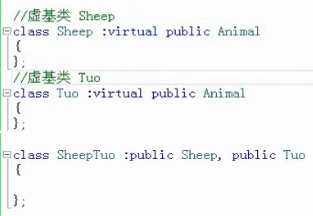 //虚基类 Sheep
class Sheep :virtual public Animal
{
};
//虚基类 Tuo
class Tuo :virtual public Animal
{
};
class SheepTuo :public Sheep, public Tuo
{
};